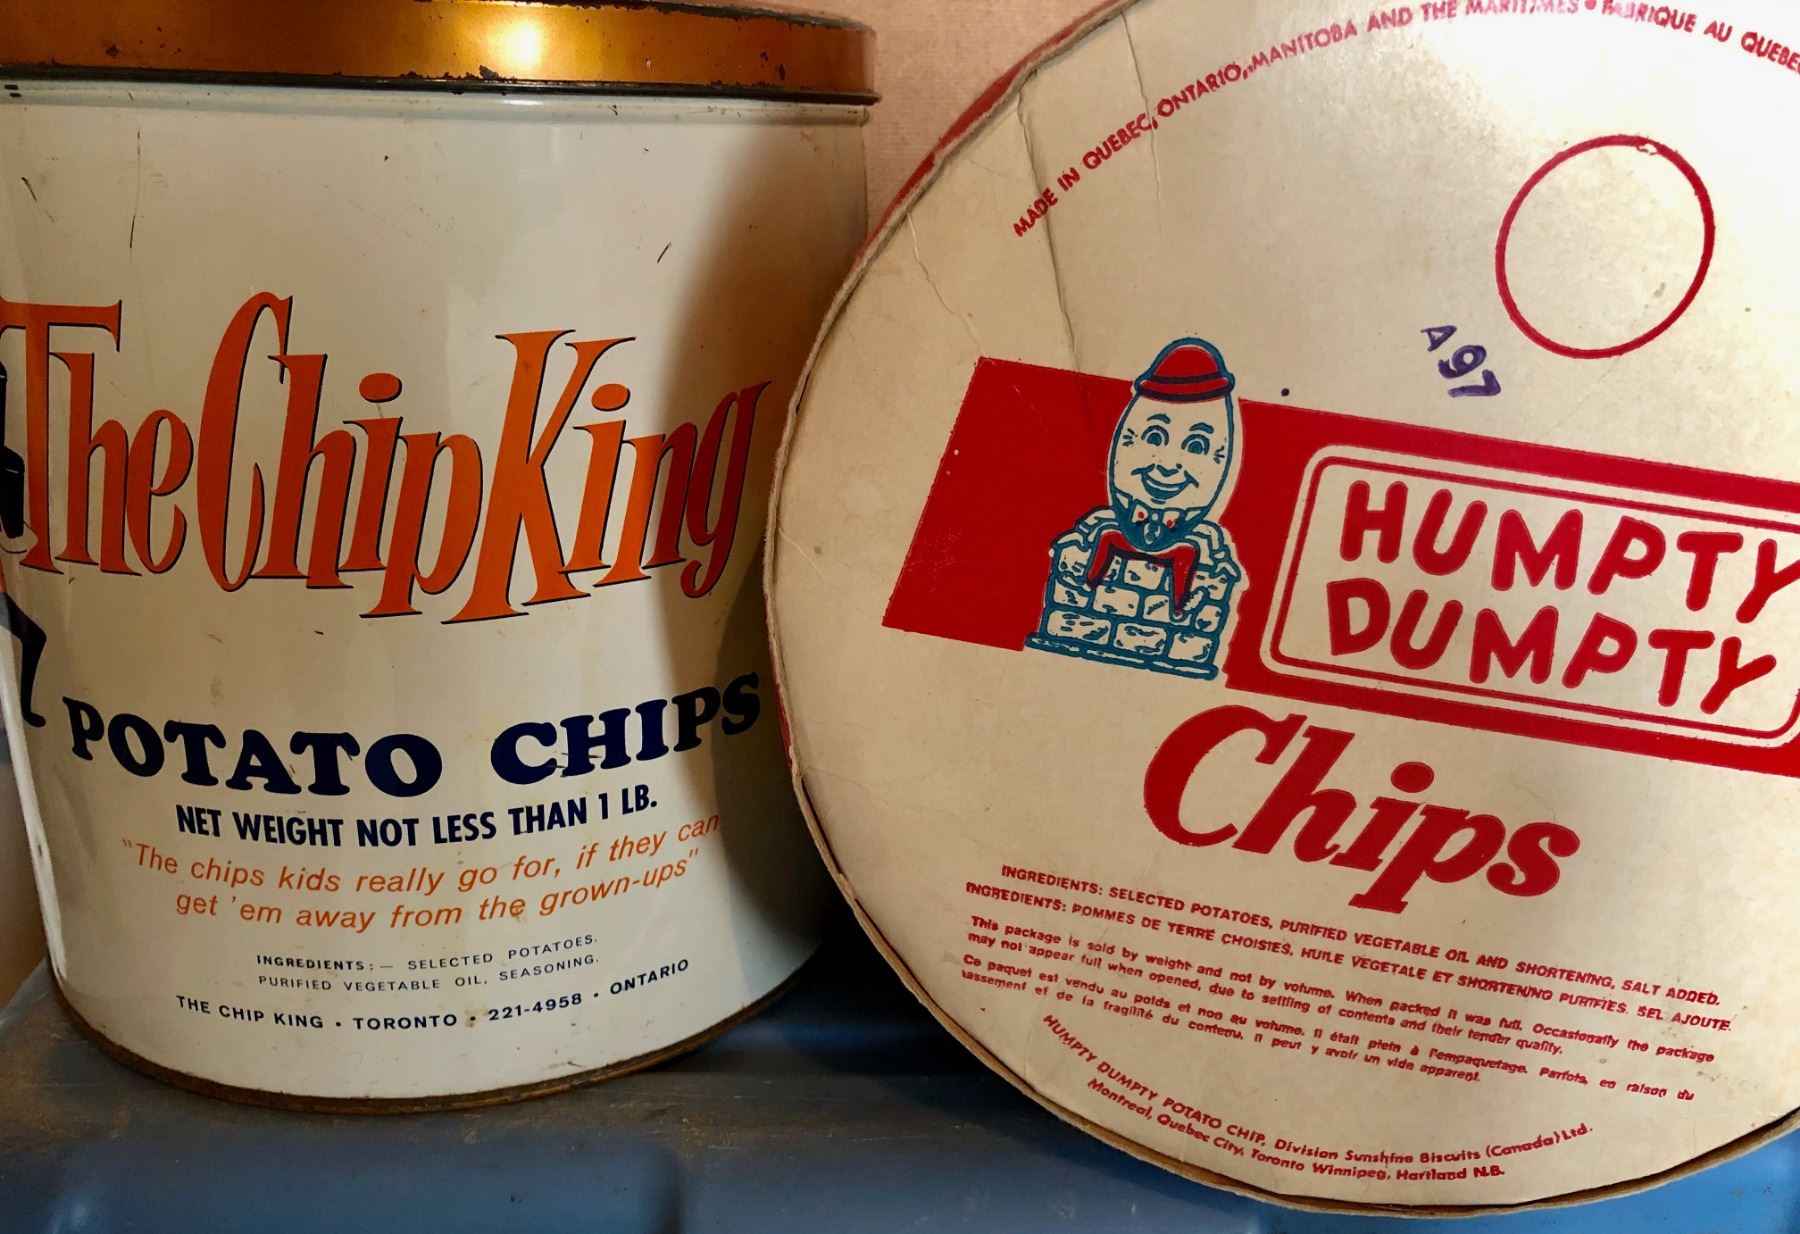 The Chip King
POTATO CHIPS
NET WEIGHT NOT LESS THAN 1 LB.
"The chips kids really go for, if they can
get 'em away from the grown-ups"
INGREDIENTS:— SELECTED POTATOES.
PURIFIED VEGETABLE OIL, SEASONING.
THE CHIP KING • TORONTO • 221-4958 • ONTARIO
MADE IN QUEBEC, ONTARIO, MANITOBA AND THE MARITIMES • FABRIQUE AU QUEBEC
A97
HUMPTY
DUMPTY
Chips
INGREDIENTS: SELECTED POTATOES, PURIFIED VEGETABLE OIL AND SHORTENING, SALT ADDED.
INGREDIENTS: POMMES DE TERRE CHOISIES, HUILE VEGETALE ET SHORTENING PURIFIES. SEL AJOUTE.
This package is sold by weight and not by volume. When packed it was full. Occasionally the package
may not appear full when opened, due to settling of contents and their tender quality.
Ce paquet est vendu au poids et non au volume. Il était plein à l'empaquetage. Parfois, en raison du
tassement et de la fragilité du contenu, il peut y avoir un vide apparent.
HUMPTY DUMPTY POTATO CHIP, Division Sunshine Biscuits (Canada) Ltd.
Montreal, Quebec City, Toronto Winnipeg, Hartland N.B.